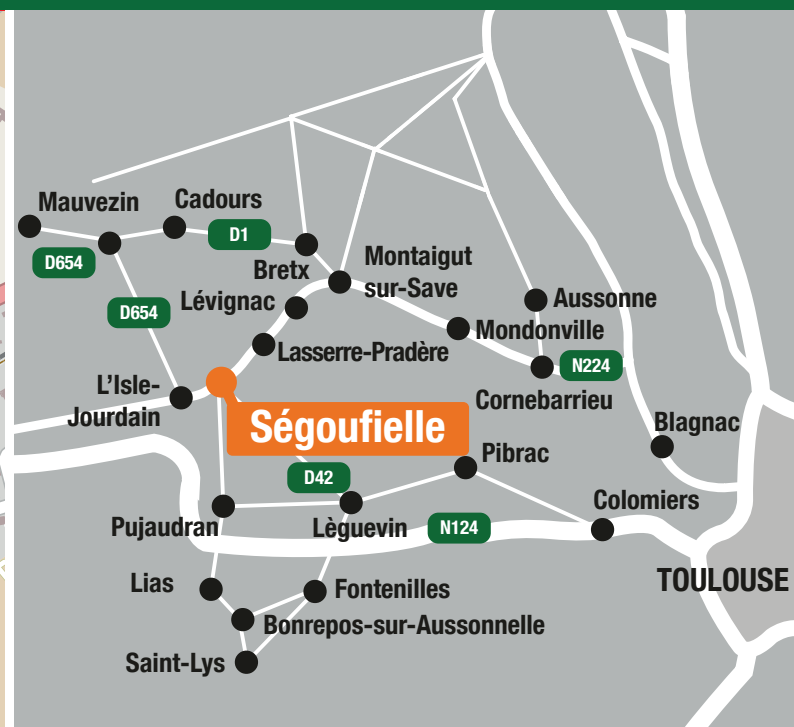 Mauvezin
Cadours
D1
D654
Bretx
Montaigut
sur-Save
D654
Lévignac
Aussonne
Mondonville
Lasserre-Pradère
N224
L'Isle-
Jourdain
Cornebarrieu
Ségoufielle
Blagnac
Pibrac
D42
Colomiers
Pujaudran
Lèguevin
N124
TOULOUSE
Lias
Fontenilles
Bonrepos-sur-Aussonnelle
Saint-Lys